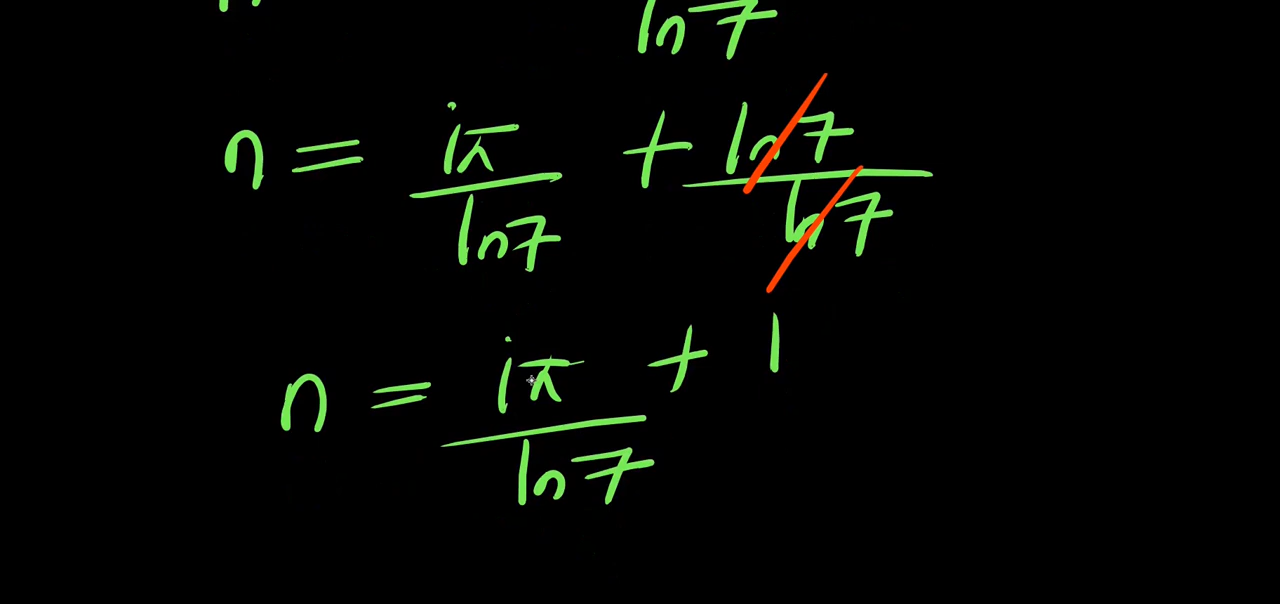 ln7
n = iπ/ln7 + ln7/ln7
n = iπ/ln7 + 1